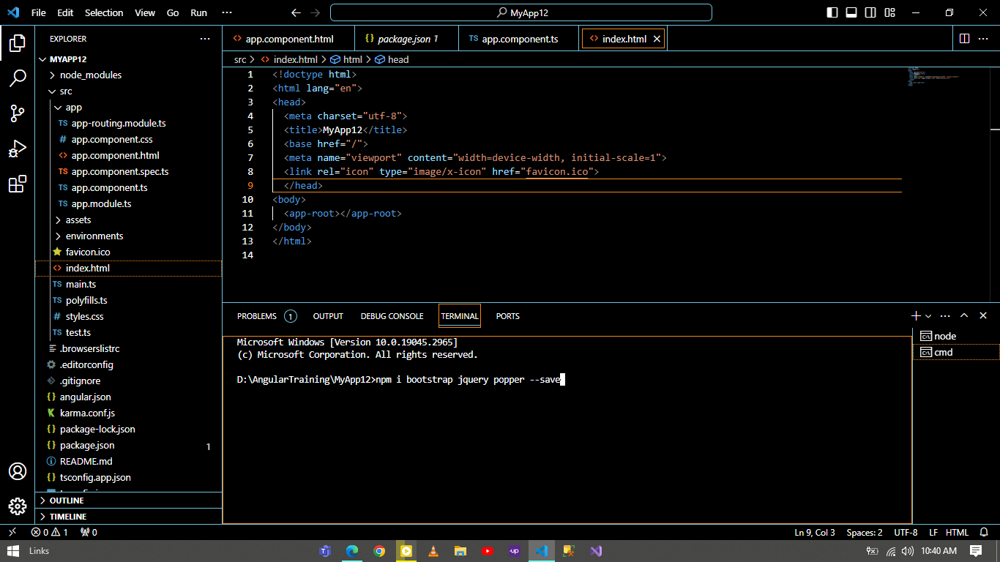 File Edit Selection View Go Run ··· MyApp12
EXPLORER ···
MYAPP12
node_modules
src
app
TS app-routing.module.ts
# app.component.css
<> app.component.html
TS app.component.spec.ts
TS app.component.ts
TS app.module.ts
assets
environments
favicon.ico
<> index.html
TS main.ts
TS polyfills.ts
# styles.css
TS test.ts
.browserslistrc
.editorconfig
.gitignore
{} angular.json
karma.conf.js
{} package-lock.json
{} package.json 1
README.md
{} tsconfig.app.json
OUTLINE
TIMELINE
<> app.component.html {} package.json 1 TS app.component.ts <> index.html
src > <> index.html > html > head
1 <!doctype html>
2 <html lang="en">
3 <head>
4 <meta charset="utf-8">
5 <title>MyApp12</title>
6 <base href="/">
7 <meta name="viewport" content="width=device-width, initial-scale=1">
8 <link rel="icon" type="image/x-icon" href="favicon.ico">
9 </head>
10 <body>
11 <app-root></app-root>
12 </body>
13 </html>
14
PROBLEMS 1 OUTPUT DEBUG CONSOLE TERMINAL PORTS
Microsoft Windows [Version 10.0.19045.2965]
(c) Microsoft Corporation. All rights reserved.
D:\AngularTraining\MyApp12>npm i bootstrap jquery popper --save
node
cmd
0 1 0 Ln 9, Col 3 Spaces: 2 UTF-8 LF HTML
Links up 10:40 AM